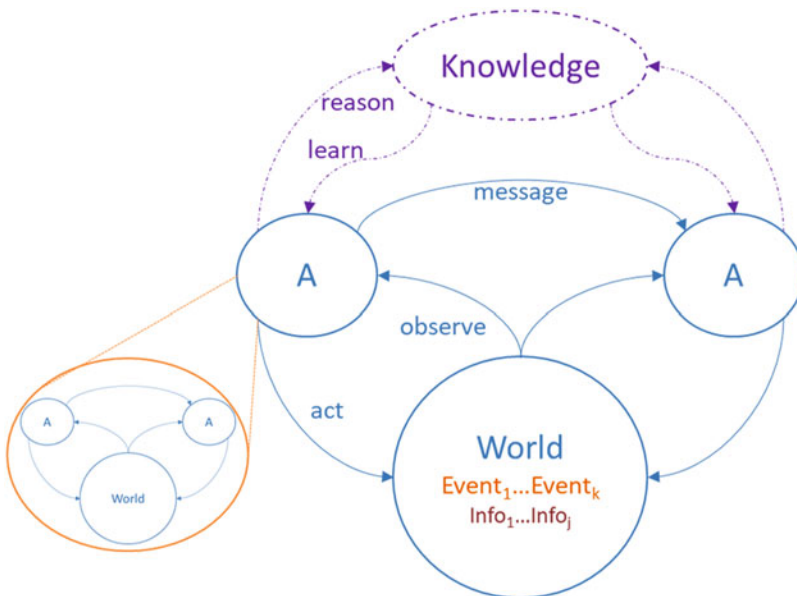 Knowledge
reason
learn
message
A
A
observe
act
World
Event₁...Eventₖ
Info₁...Infoⱼ
A
A
World